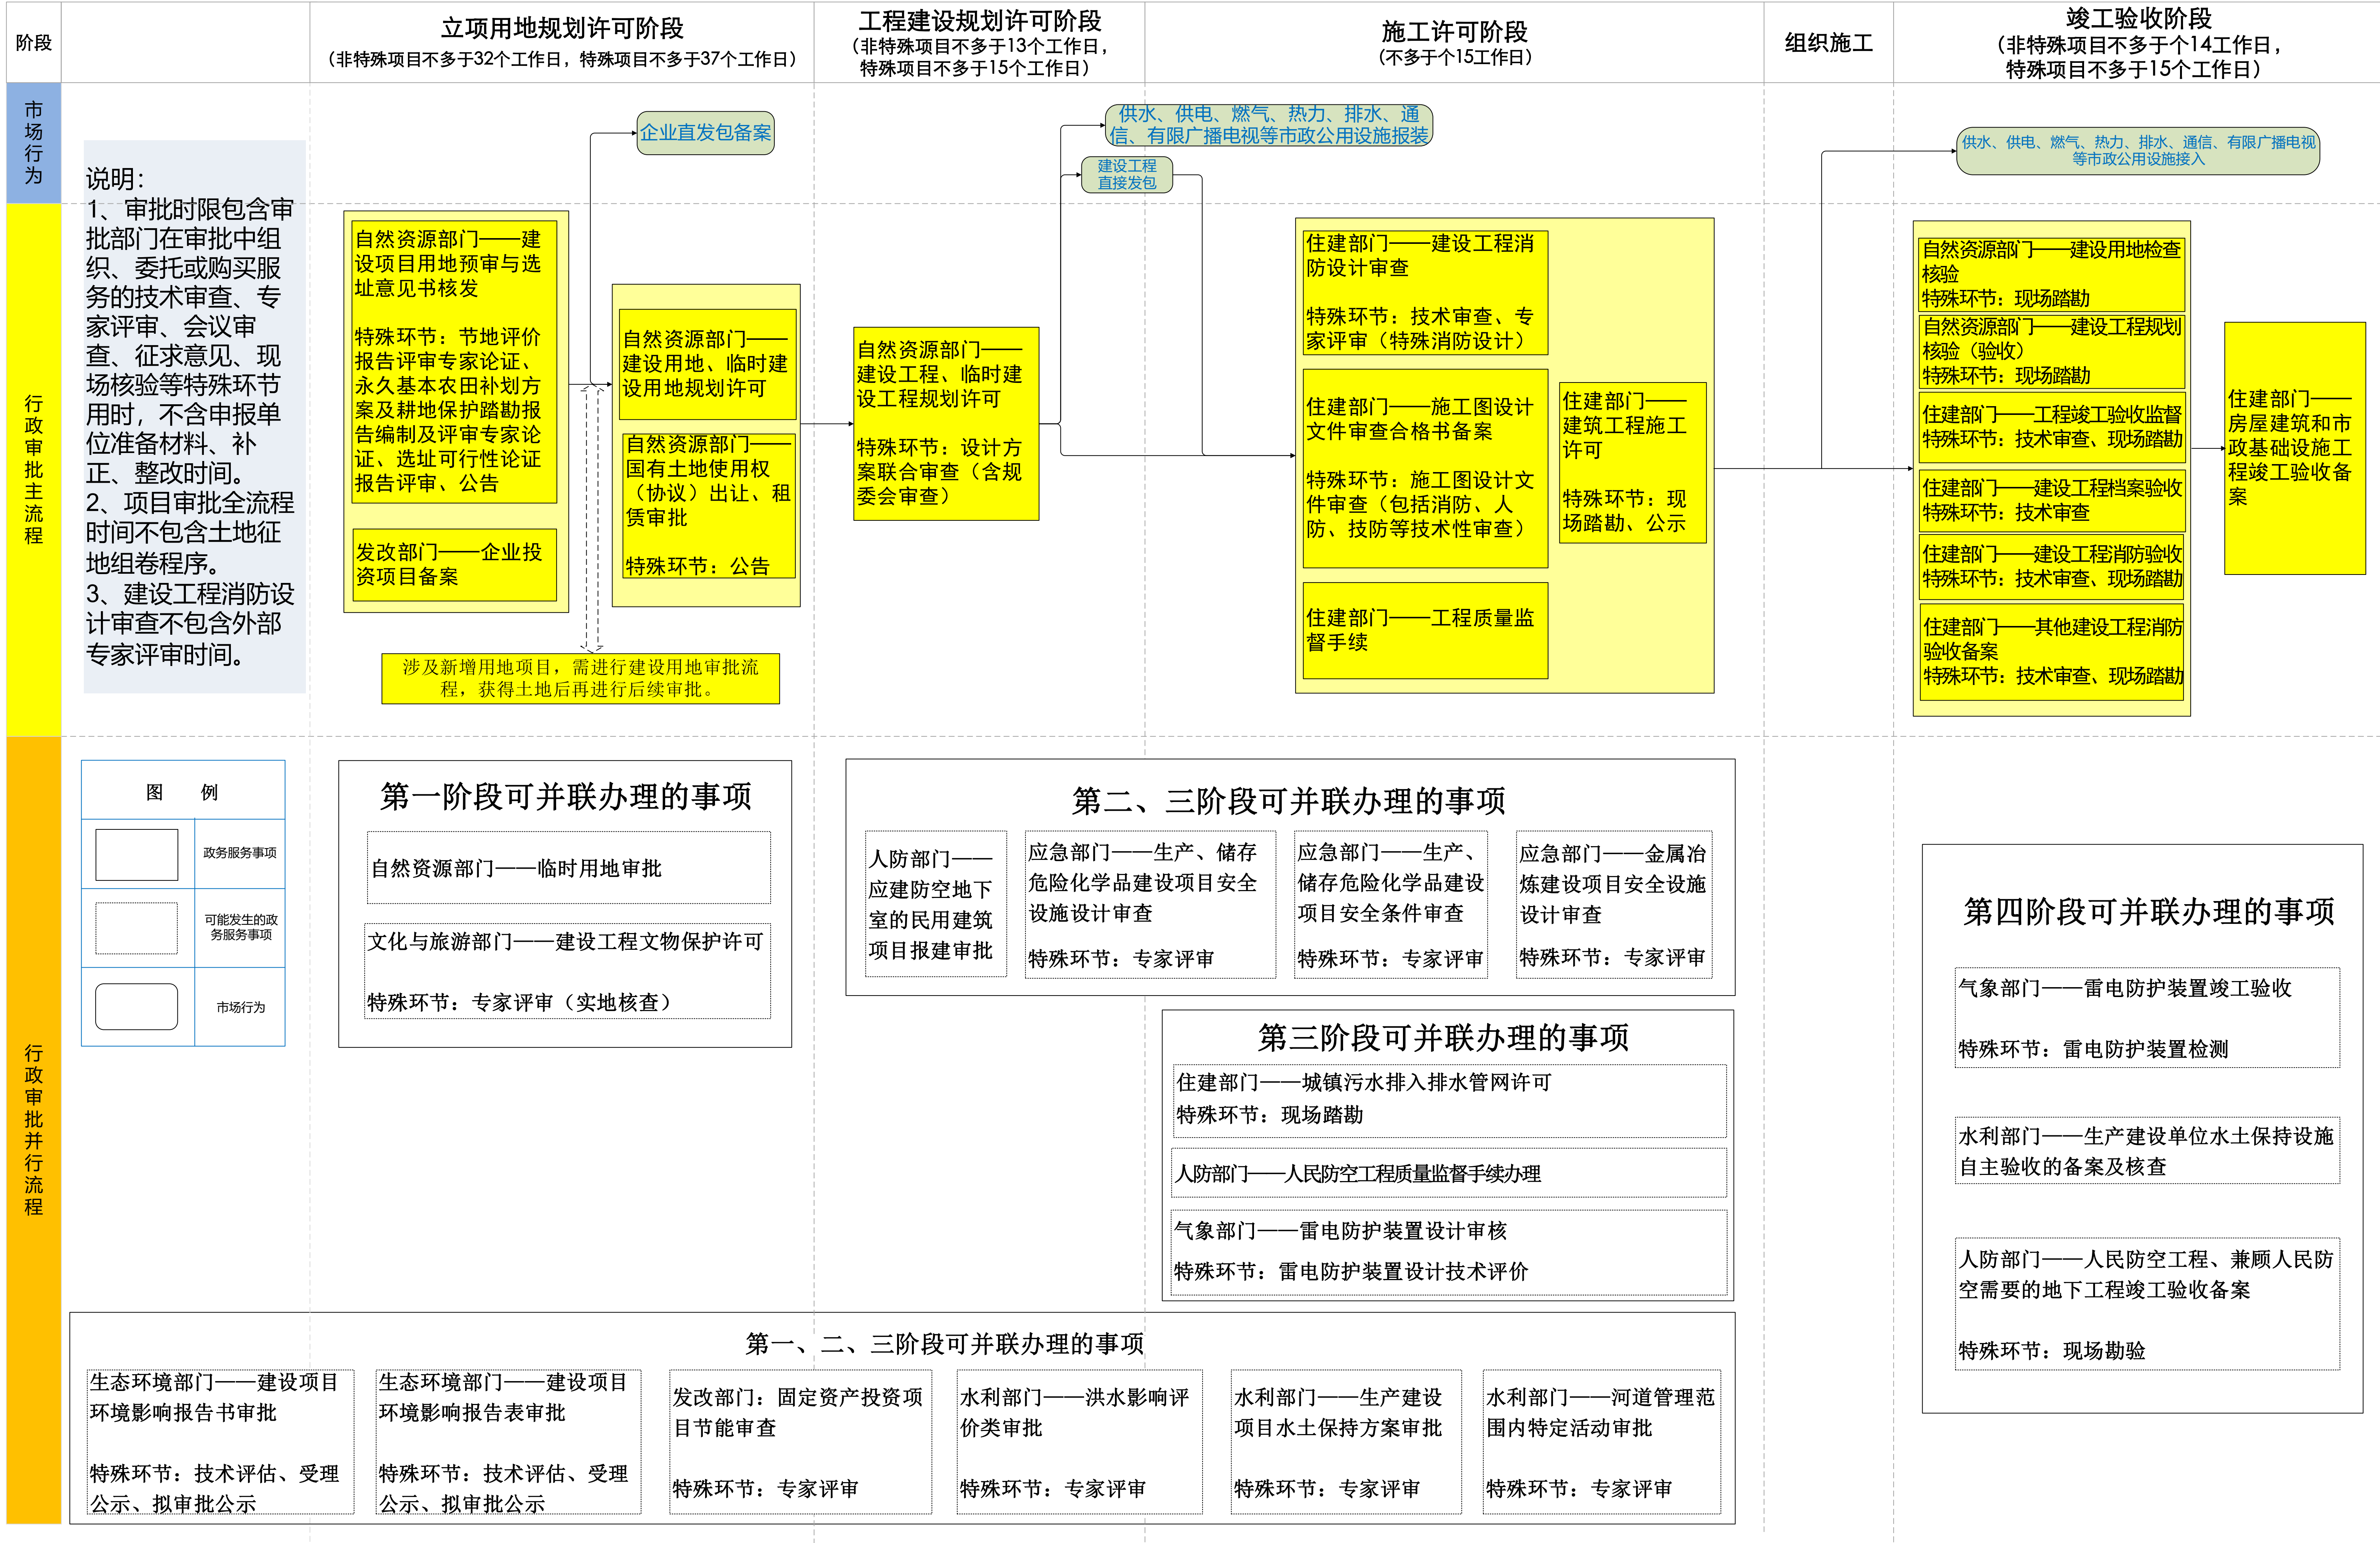 阶段
立项用地规划许可阶段
（非特殊项目不多于32个工作日，特殊项目不多于37个工作日）
工程建设规划许可阶段
（非特殊项目不多于13个工作日，
特殊项目不多于15个工作日）
施工许可阶段
（不多于个15工作日）
组织施工
竣工验收阶段
（非特殊项目不多于个14工作日，
特殊项目不多于15个工作日）
市场行为
企业直发包备案
供水、供电、燃气、热力、排水、通
信、有限广播电视等市政公用设施报装
建设工程
直接发包
供水、供电、燃气、热力、排水、通信、有限广播电视
等市政公用设施接入
说明：
1、审批时限包含审
批部门在审批中组
织、委托或购买服
务的技术审查、专
家评审、会议审
查、征求意见、现
场核验等特殊环节
用时，不含申报单
位准备材料、补
正、整改时间。
2、项目审批全流程
时间不包含土地征
地组卷程序。
3、建设工程消防设
计审查不包含外部
专家评审时间。
行政审批主流程
自然资源部门——建
设项目用地预审与选
址意见书核发
特殊环节：节地评价
报告评审专家论证、
永久基本农田补划方
案及耕地保护踏勘报
告编制及评审专家论
证、选址可行性论证
报告评审、公告
发改部门——企业投
资项目备案
自然资源部门——
建设用地、临时建
设用地规划许可
自然资源部门——
国有土地使用权
（协议）出让、租
赁审批
特殊环节：公告
涉及新增用地项目，需进行建设用地审批流
程，获得土地后再进行后续审批。
自然资源部门——
建设工程、临时建
设工程规划许可
特殊环节：设计方
案联合审查（含规
委会审查）
住建部门——建设工程消
防设计审查
特殊环节：技术审查、专
家评审（特殊消防设计）
住建部门——施工图设计
文件审查合格书备案
特殊环节：施工图设计文
件审查（包括消防、人
防、技防等技术性审查）
住建部门——工程质量监
督手续
住建部门——
建筑工程施工
许可
特殊环节：现
场踏勘、公示
自然资源部门——建设用地检查
核验
特殊环节：现场踏勘
自然资源部门——建设工程规划
核验（验收）
特殊环节：现场踏勘
住建部门——工程竣工验收监督
特殊环节：技术审查、现场踏勘
住建部门——建设工程档案验收
特殊环节：技术审查
住建部门——建设工程消防验收
特殊环节：技术审查、现场踏勘
住建部门——其他建设工程消防
验收备案
特殊环节：技术审查、现场踏勘
住建部门——
房屋建筑和市
政基础设施工
程竣工验收备
案
行政审批并行流程
图 例
政务服务事项
可能发生的政
务服务事项
市场行为
第一阶段可并联办理的事项
自然资源部门——临时用地审批
文化与旅游部门——建设工程文物保护许可
特殊环节：专家评审（实地核查）
第二、三阶段可并联办理的事项
人防部门——
应建防空地下
室的民用建筑
项目报建审批
应急部门——生产、储存
危险化学品建设项目安全
设施设计审查
特殊环节：专家评审
应急部门——生产、
储存危险化学品建设
项目安全条件审查
特殊环节：专家评审
应急部门——金属冶
炼建设项目安全设施
设计审查
特殊环节：专家评审
第三阶段可并联办理的事项
住建部门——城镇污水排入排水管网许可
特殊环节：现场踏勘
人防部门——人民防空工程质量监督手续办理
气象部门——雷电防护装置设计审核
特殊环节：雷电防护装置设计技术评价
第四阶段可并联办理的事项
气象部门——雷电防护装置竣工验收
特殊环节：雷电防护装置检测
水利部门——生产建设单位水土保持设施
自主验收的备案及核查
人防部门——人民防空工程、兼顾人民防
空需要的地下工程竣工验收备案
特殊环节：现场勘验
第一、二、三阶段可并联办理的事项
生态环境部门——建设项目
环境影响报告书审批
特殊环节：技术评估、受理
公示、拟审批公示
生态环境部门——建设项目
环境影响报告表审批
特殊环节：技术评估、受理
公示、拟审批公示
发改部门：固定资产投资项
目节能审查
特殊环节：专家评审
水利部门——洪水影响评
价类审批
特殊环节：专家评审
水利部门——生产建设
项目水土保持方案审批
特殊环节：专家评审
水利部门——河道管理范
围内特定活动审批
特殊环节：专家评审